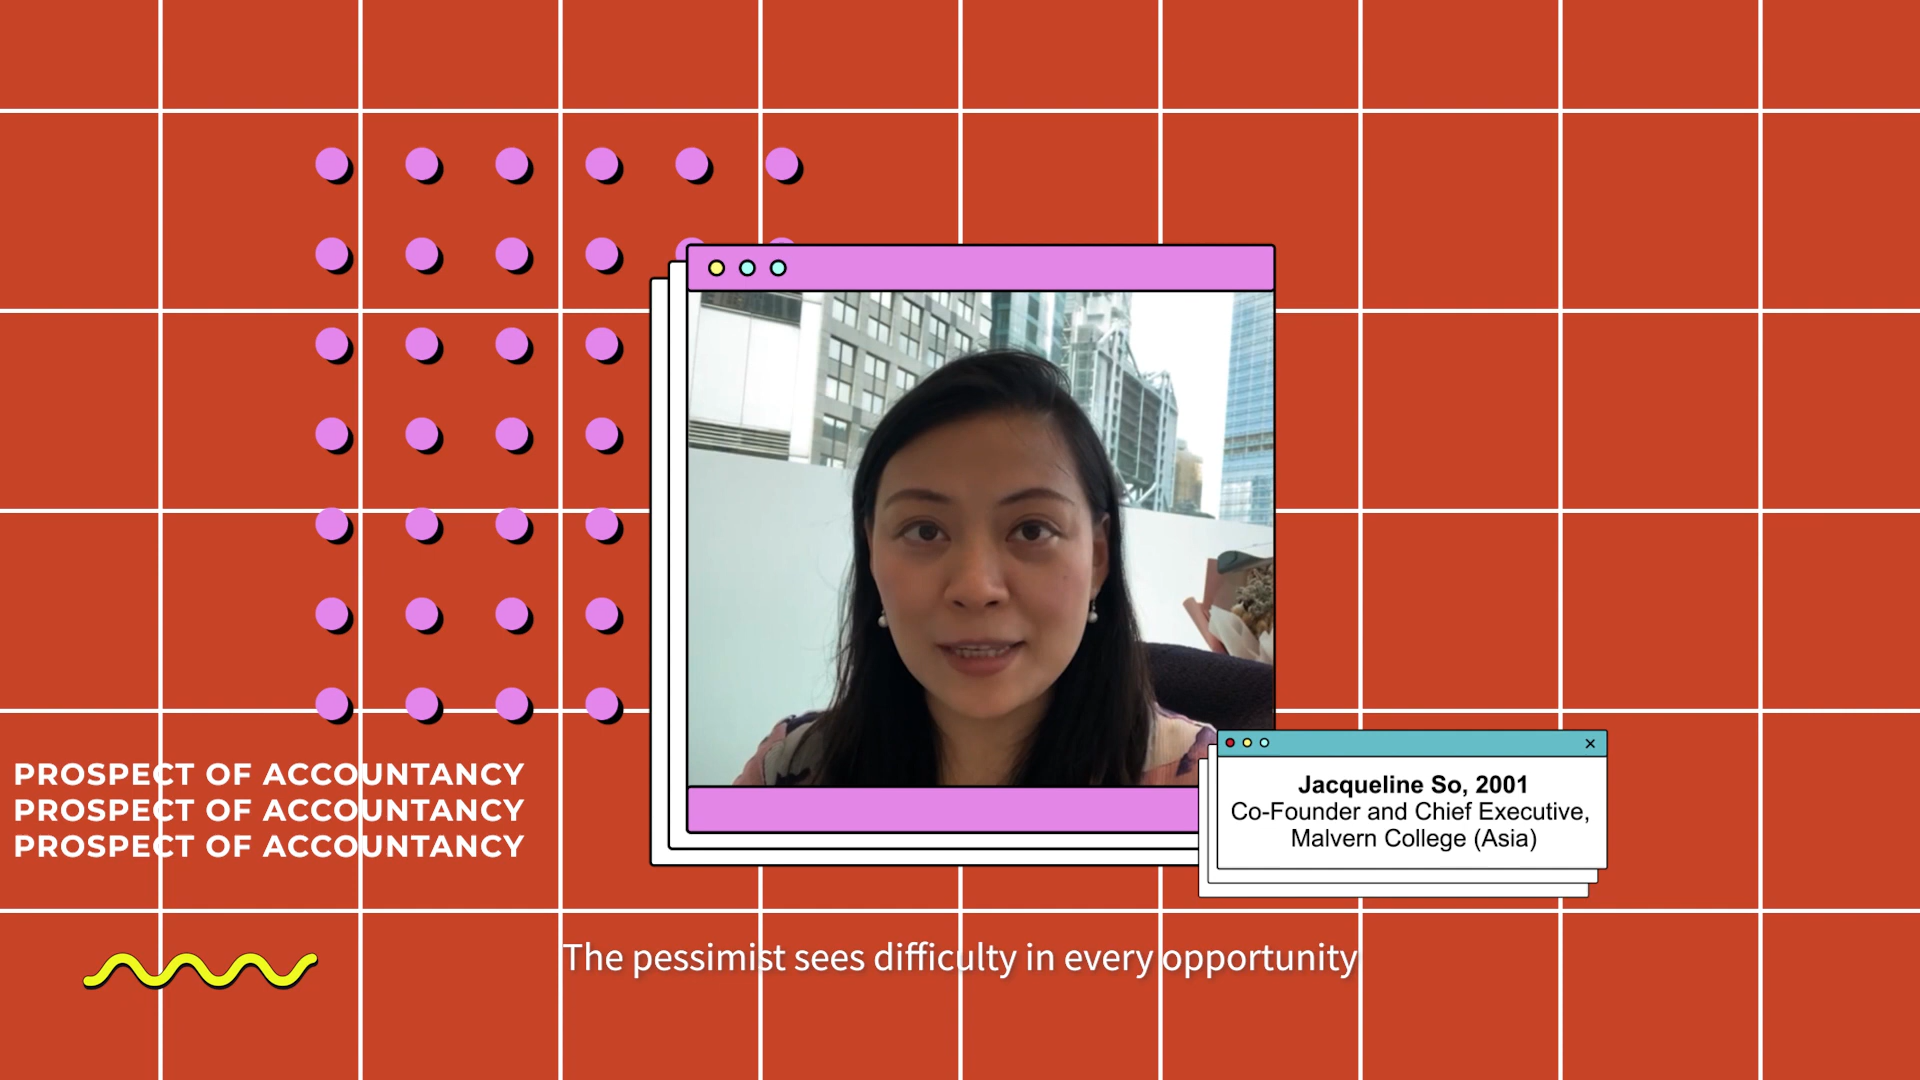 PROSPECT OF ACCOUNTANCY
PROSPECT OF ACCOUNTANCY
PROSPECT OF ACCOUNTANCY
Jacqueline So, 2001
Co-Founder and Chief Executive,
Malvern College (Asia)
The pessimist sees difficulty in every opportunity